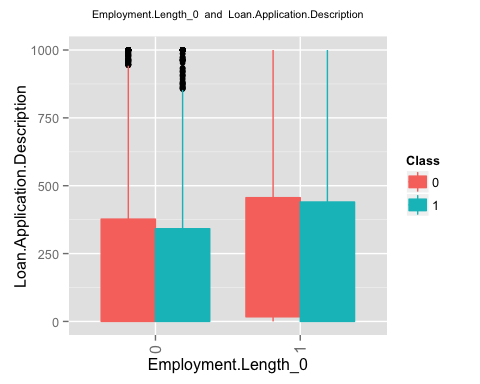 Employment.Length_0 and Loan.Application.Description
1000
750
500
250
0
Loan.Application.Description
0
1
Employment.Length_0
Class
0
1